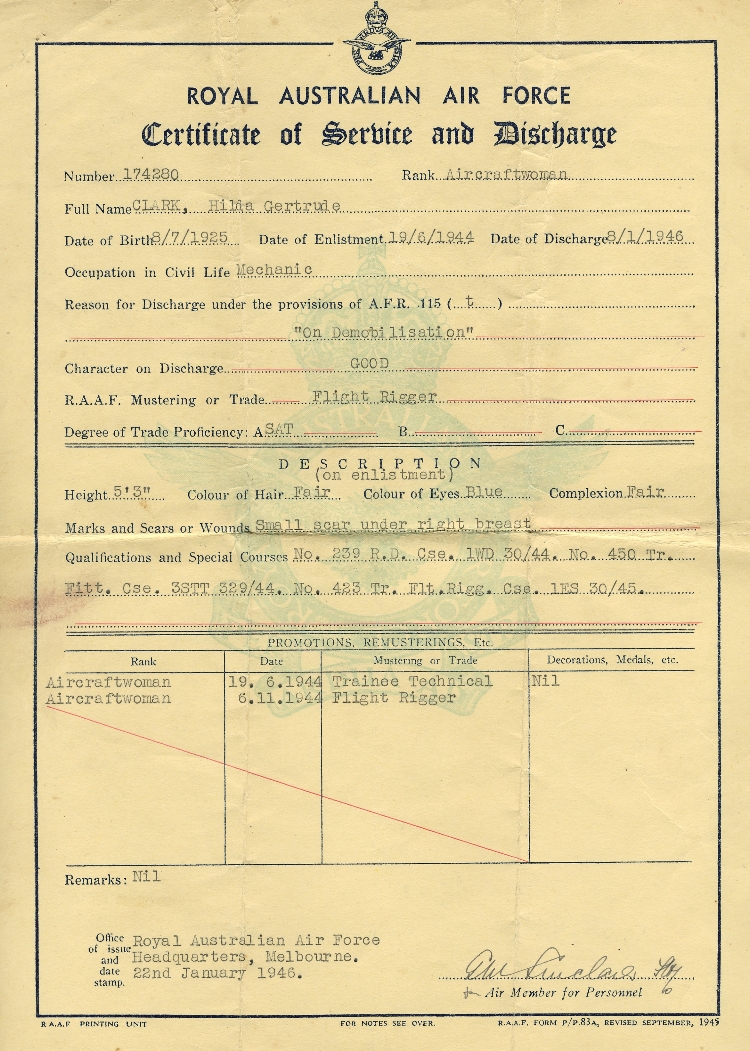 ROYAL AUSTRALIAN AIR FORCE
Certificate of Service and Discharge
Number 174280 Rank Aircraftwoman
Full Name CLARK, Hilda Gertrude
Date of Birth 8/7/1925 Date of Enlistment 19/6/1944 Date of Discharge 8/1/1946
Occupation in Civil Life Mechanic
Reason for Discharge under the provisions of A.F.R. 115 ( t )
"On Demobilisation"
Character on Discharge GOOD
R.A.A.F. Mustering or Trade Flight Rigger
Degree of Trade Proficiency: A SAT B. C.
DESCRIPTION
(on enlistment)
Height 5'3" Colour of Hair Fair Colour of Eyes Blue Complexion Fair
Marks and Scars or Wounds Small scar under right breast
Qualifications and Special Courses No. 239 R.D. Cse. 1WD 30/44. No. 450 Tr.
Fitt. Cse. 3STT 329/44. No. 423 Tr. Flt.Rigg. Cse. 1ES 30/45.
PROMOTIONS, REMUSTERINGS, Etc.
Rank Date Mustering or Trade Decorations, Medals, etc.
Aircraftwoman 19. 6.1944 Trainee Technical Nil
Aircraftwoman 6.11.1944 Flight Rigger
Remarks: Nil
Office of issue and date stamp.
Royal Australian Air Force
Headquarters, Melbourne.
22nd January 1946.
Sinclair
Air Member for Personnel
R.A.A.F. PRINTING UNIT FOR NOTES SEE OVER. R.A.A.F. FORM P/P.83A, REVISED SEPTEMBER, 1945